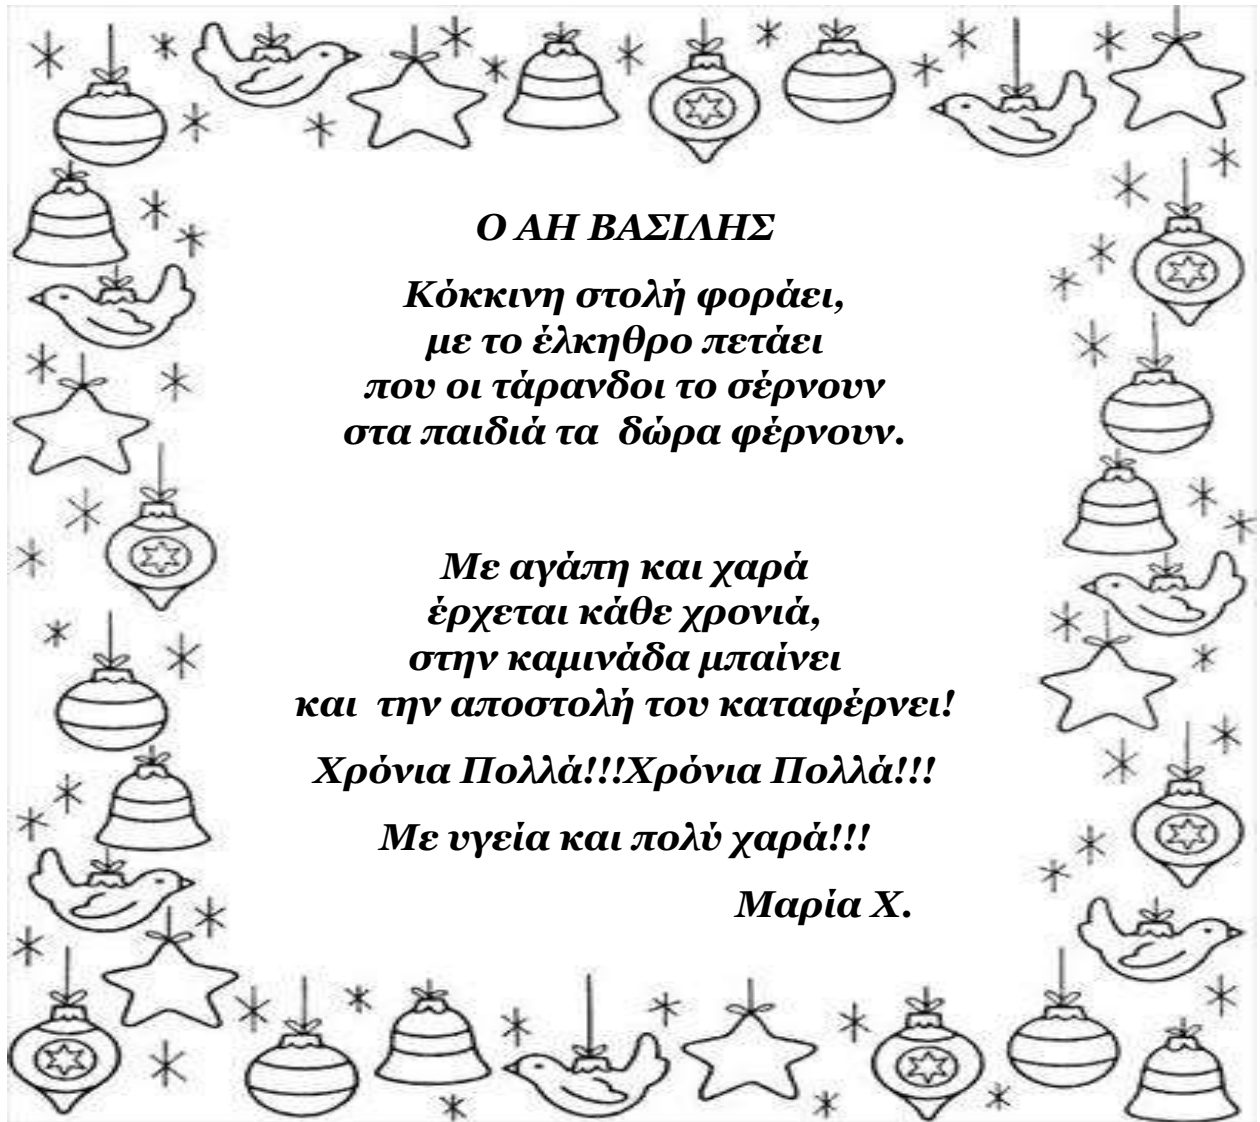 Ο ΑΗ ΒΑΣΙΛΗΣ
Κόκκινη στολή φοράει,
με το έλκηθρο πετάει
που οι τάρανδοι το σέρνουν
στα παιδιά τα  δώρα φέρνουν.
Με αγάπη και χαρά
έρχεται κάθε χρονιά,
στην καμινάδα μπαίνει
και  την αποστολή του καταφέρνει!
Χρόνια Πολλά!!!Χρόνια Πολλά!!!
Με υγεία και πολύ χαρά!!!
Μαρία Χ.